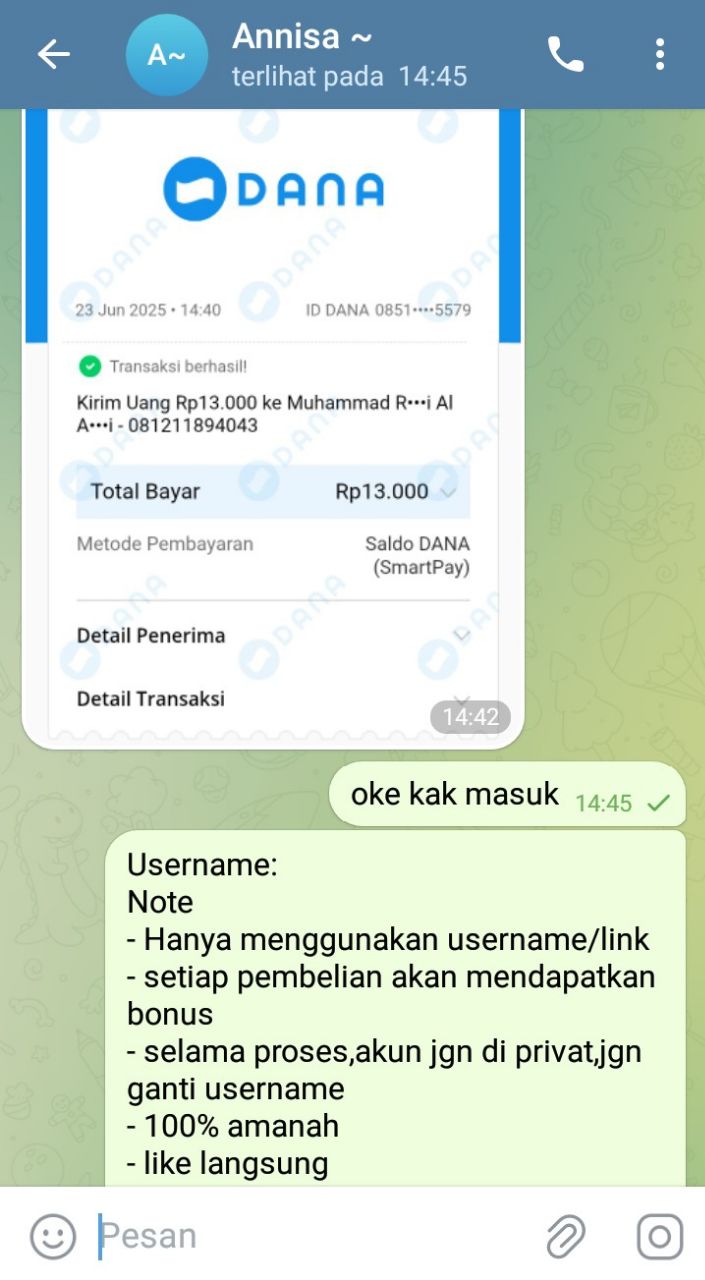 A~
Annisa ~
terlihat pada 14:45
DANA
23 Jun 2025 • 14:40
ID DANA 0851••••5579
Transaksi berhasil!
Kirim Uang Rp13.000 ke Muhammad R•••i Al
A•••i - 081211894043
Total Bayar
Rp13.000
Metode Pembayaran
Saldo DANA
(SmartPay)
Detail Penerima
Detail Transaksi
14:42
oke kak masuk 14:45
Username:
Note
- Hanya menggunakan username/link
- setiap pembelian akan mendapatkan
bonus
- selama proses,akun jgn di privat,jgn
ganti username
- 100% amanah
- like langsung
Pesan